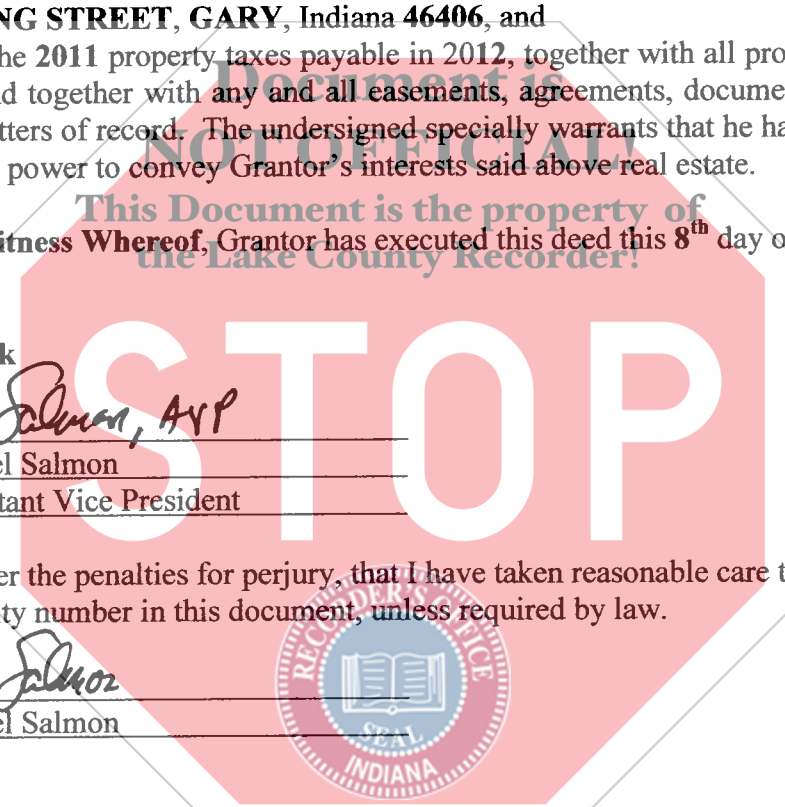 NG STREET, GARY, Indiana 46406, and
he 2011 property taxes payable in 2012, together with all pro
d together with any and all easements, agreements, docume
tters of record. The undersigned specially warrants that he ha
power to convey Grantor's interests said above real estate.
Document is
NOT OFFICIAL!
This Document is the property of
the Lake County Recorder!
itness Whereof, Grantor has executed this deed this 8th day o
k
Salmon, AVP
el Salmon
tant Vice President
STOP
er the penalties for perjury, that I have taken reasonable care t
ty number in this document, unless required by law.
Salmon
el Salmon
RECORDER'S OFFICE
SEAL
INDIANA